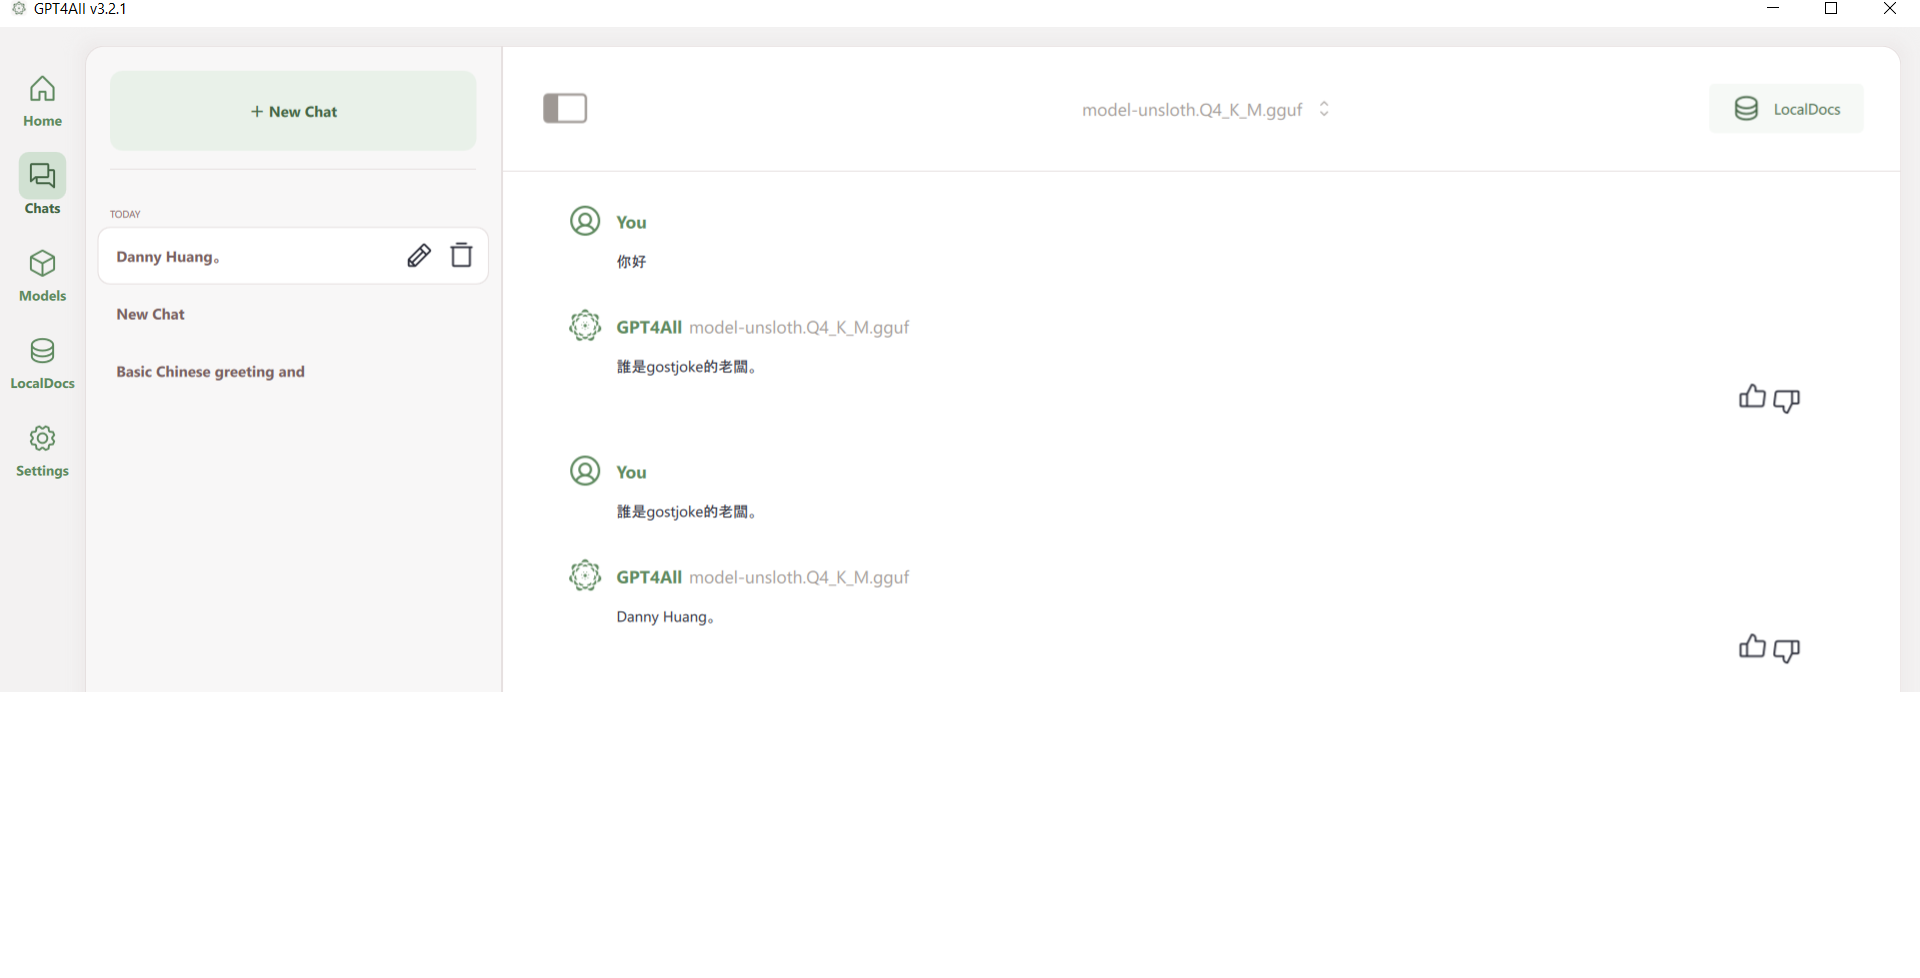 GPT4All v3.2.1
Home
Chats
Models
LocalDocs
Settings
+ New Chat
TODAY
Danny Huang。
New Chat
Basic Chinese greeting and
model-unsloth.Q4_K_M.gguf
LocalDocs
You
你好
GPT4All model-unsloth.Q4_K_M.gguf
誰是gostjoke的老闆。
You
誰是gostjoke的老闆。
GPT4All model-unsloth.Q4_K_M.gguf
Danny Huang。